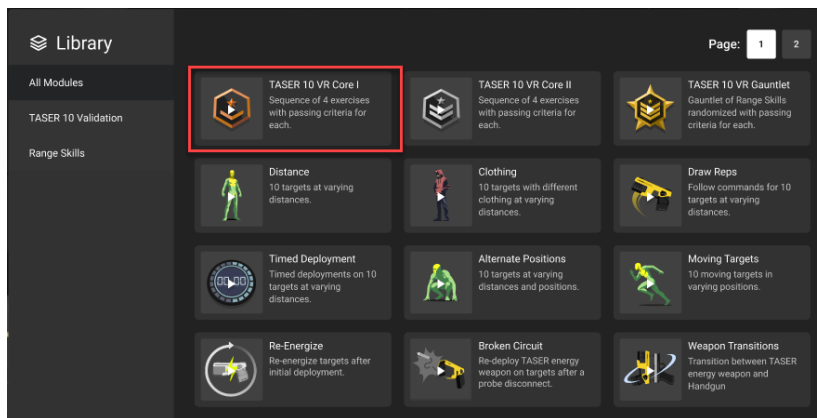 Library
Page: 1 2
All Modules
TASER 10 Validation
Range Skills
TASER 10 VR Core I
Sequence of 4 exercises
with passing criteria for
each.
TASER 10 VR Core II
Sequence of 4 exercises
with passing criteria for
each.
TASER 10 VR Gauntlet
Gauntlet of Range Skills
randomized with passing
criteria for each.
Distance
10 targets at varying
distances.
Clothing
10 targets with different
clothing at varying
distances.
Draw Reps
Follow commands for 10
targets at varying
distances.
Timed Deployment
Timed deployments on 10
targets at varying
distances.
Alternate Positions
10 targets at varying
distances and positions.
Moving Targets
10 moving targets in
varying positions.
Re-Energize
Re-energize targets after
initial deployment.
Broken Circuit
Re-deploy TASER energy
weapon on targets after a
probe disconnect.
Weapon Transitions
Transition between TASER
energy weapon and
Handgun